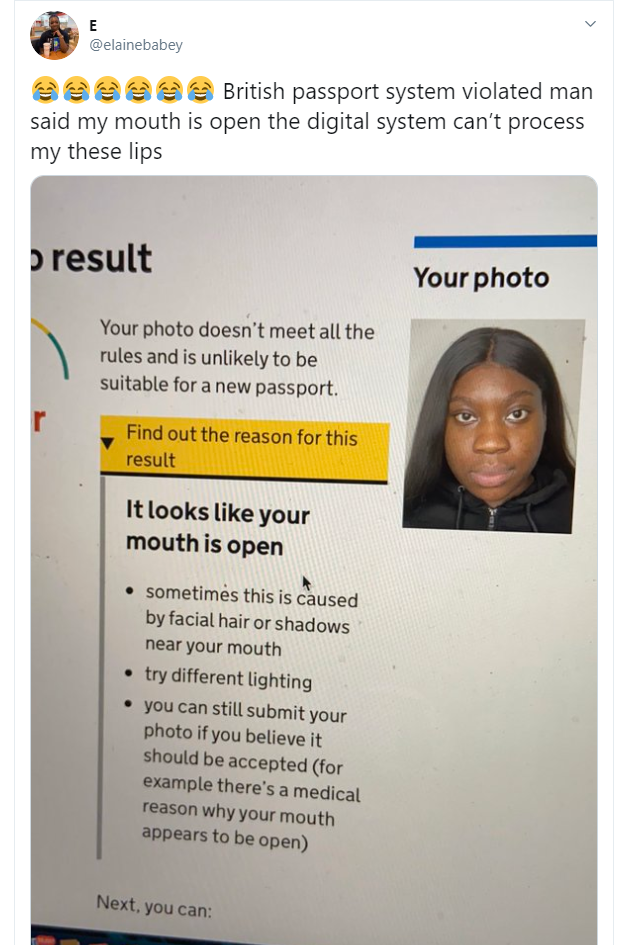 E
@elainebabey
😂😂😂😂😂😂 British passport system violated man
said my mouth is open the digital system can’t process
my these lips
o result
Your photo
Your photo doesn't meet all the
rules and is unlikely to be
suitable for a new passport.
r
Find out the reason for this
result
It looks like your
mouth is open
• sometimes this is caused
by facial hair or shadows
near your mouth
• try different lighting
• you can still submit your
photo if you believe it
should be accepted (for
example there's a medical
reason why your mouth
appears to be open)
Next, you can: